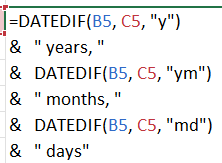 =DATEDIF(B5, C5, "y")
& " years, "
& DATEDIF(B5, C5, "ym")
& " months, "
& DATEDIF(B5, C5, "md")
& " days"